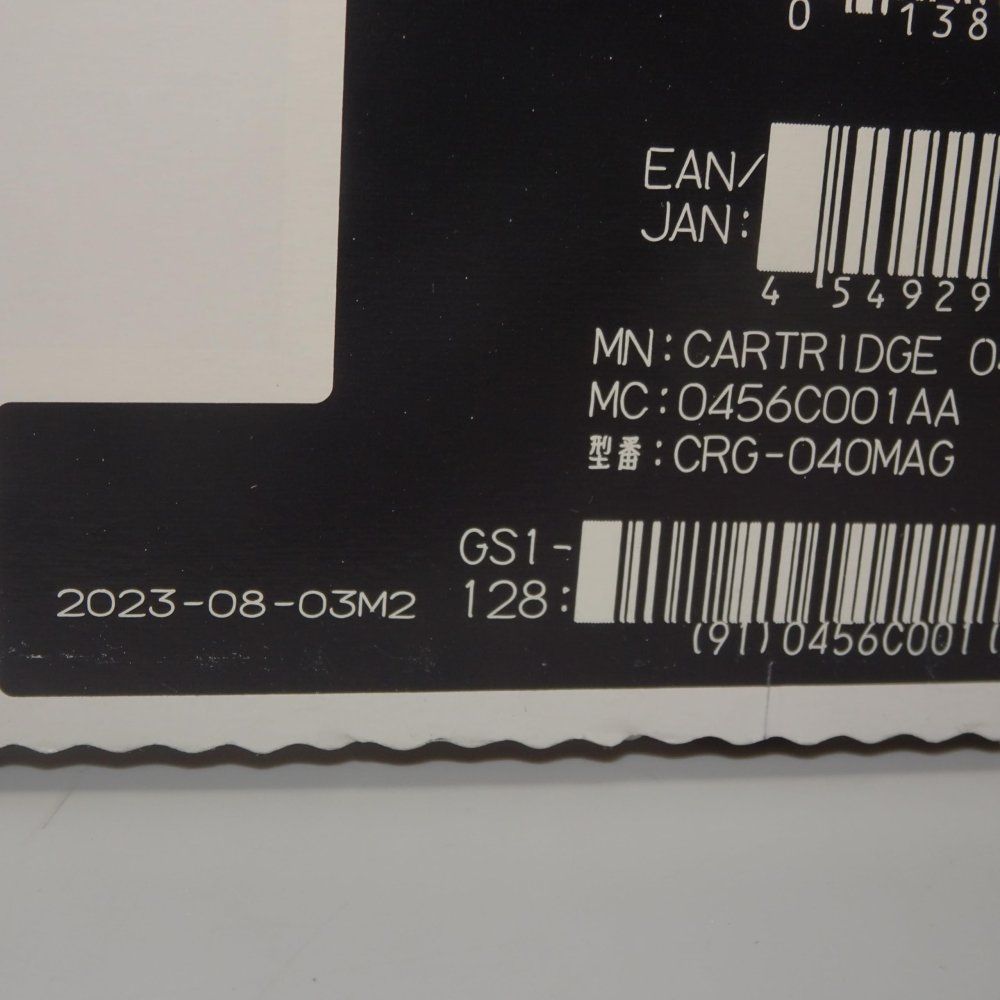 0 138
EAN/
JAN:
4 54929
MN:CARTRIDGE 04
MC:0456C001AA
型番:CRG-040MAG
GS1-
128:
2023-08-03M2
(91)0456C001(